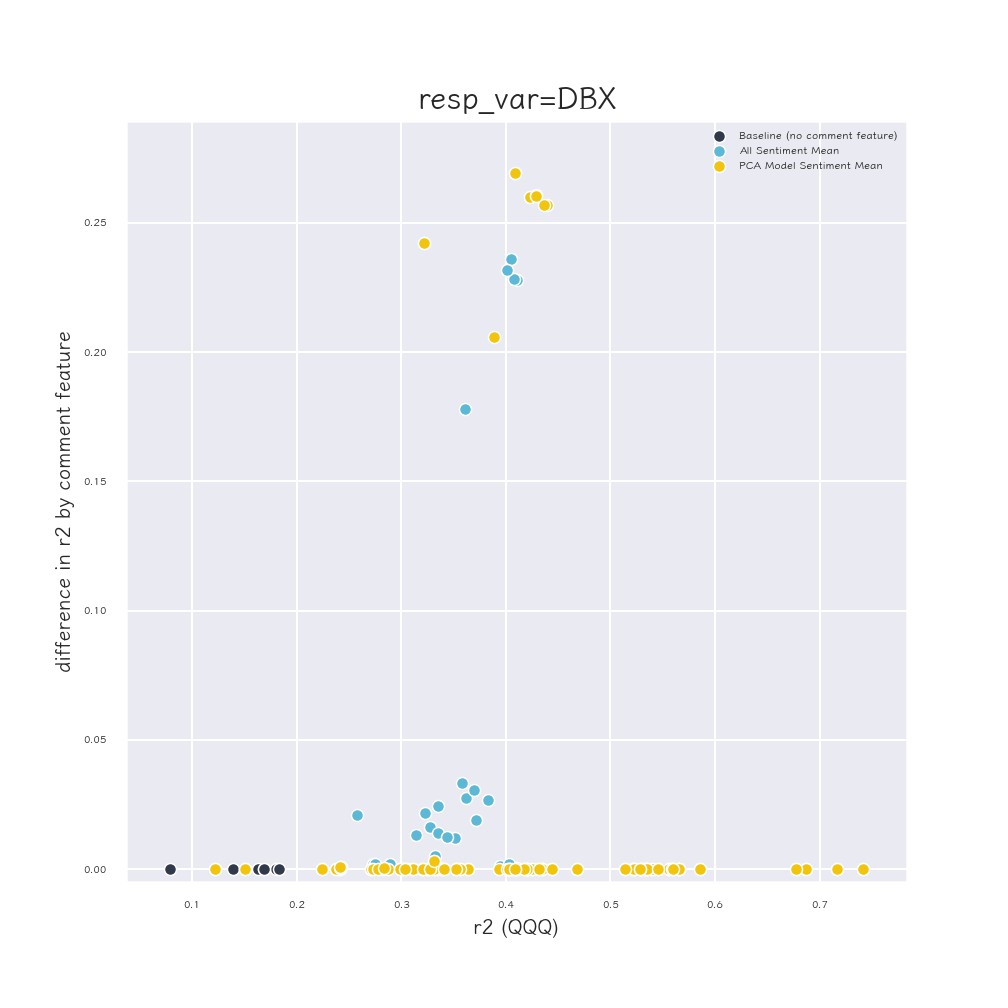 resp_var=DBX
Baseline (no comment feature)
All Sentiment Mean
PCA Model Sentiment Mean
difference in r2 by comment feature
0.25
0.20
0.15
0.10
0.05
0.00
0.1 0.2 0.3 0.4 0.5 0.6 0.7
r2 (QQQ)